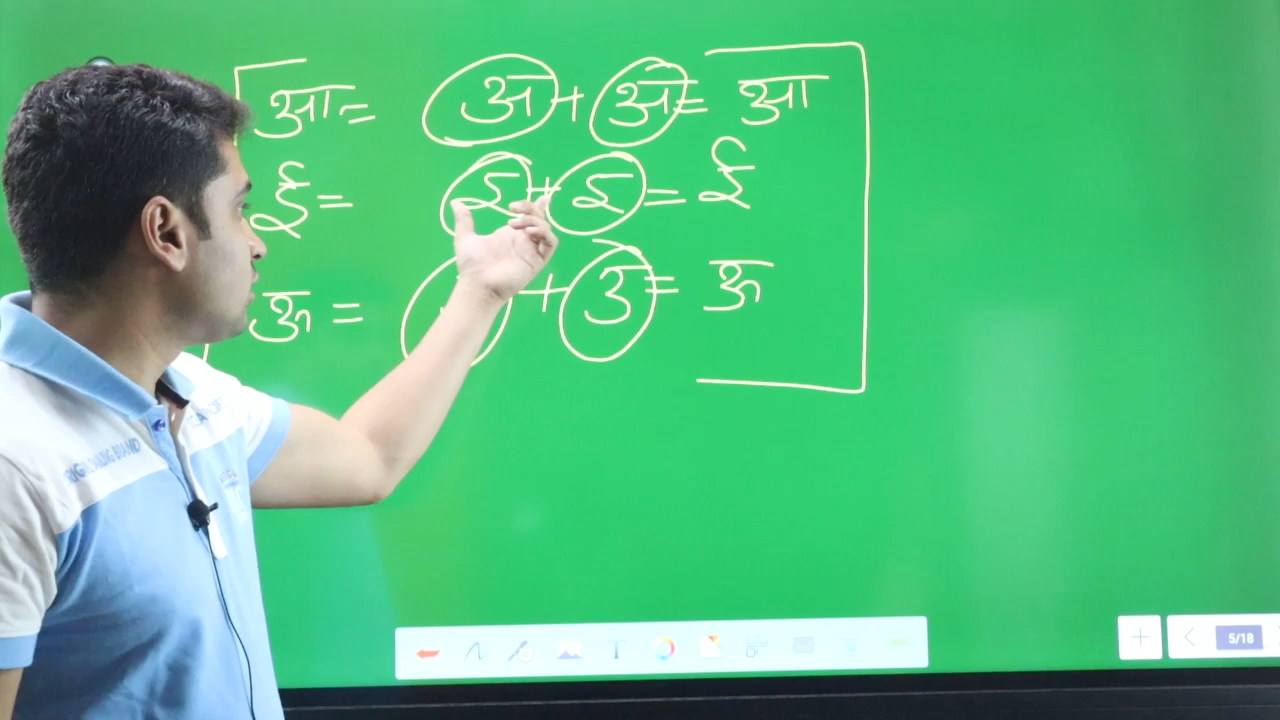 आ = अ + अ = आ
ई = इ + इ = ई
ऊ = + उ = ऊ
5/18